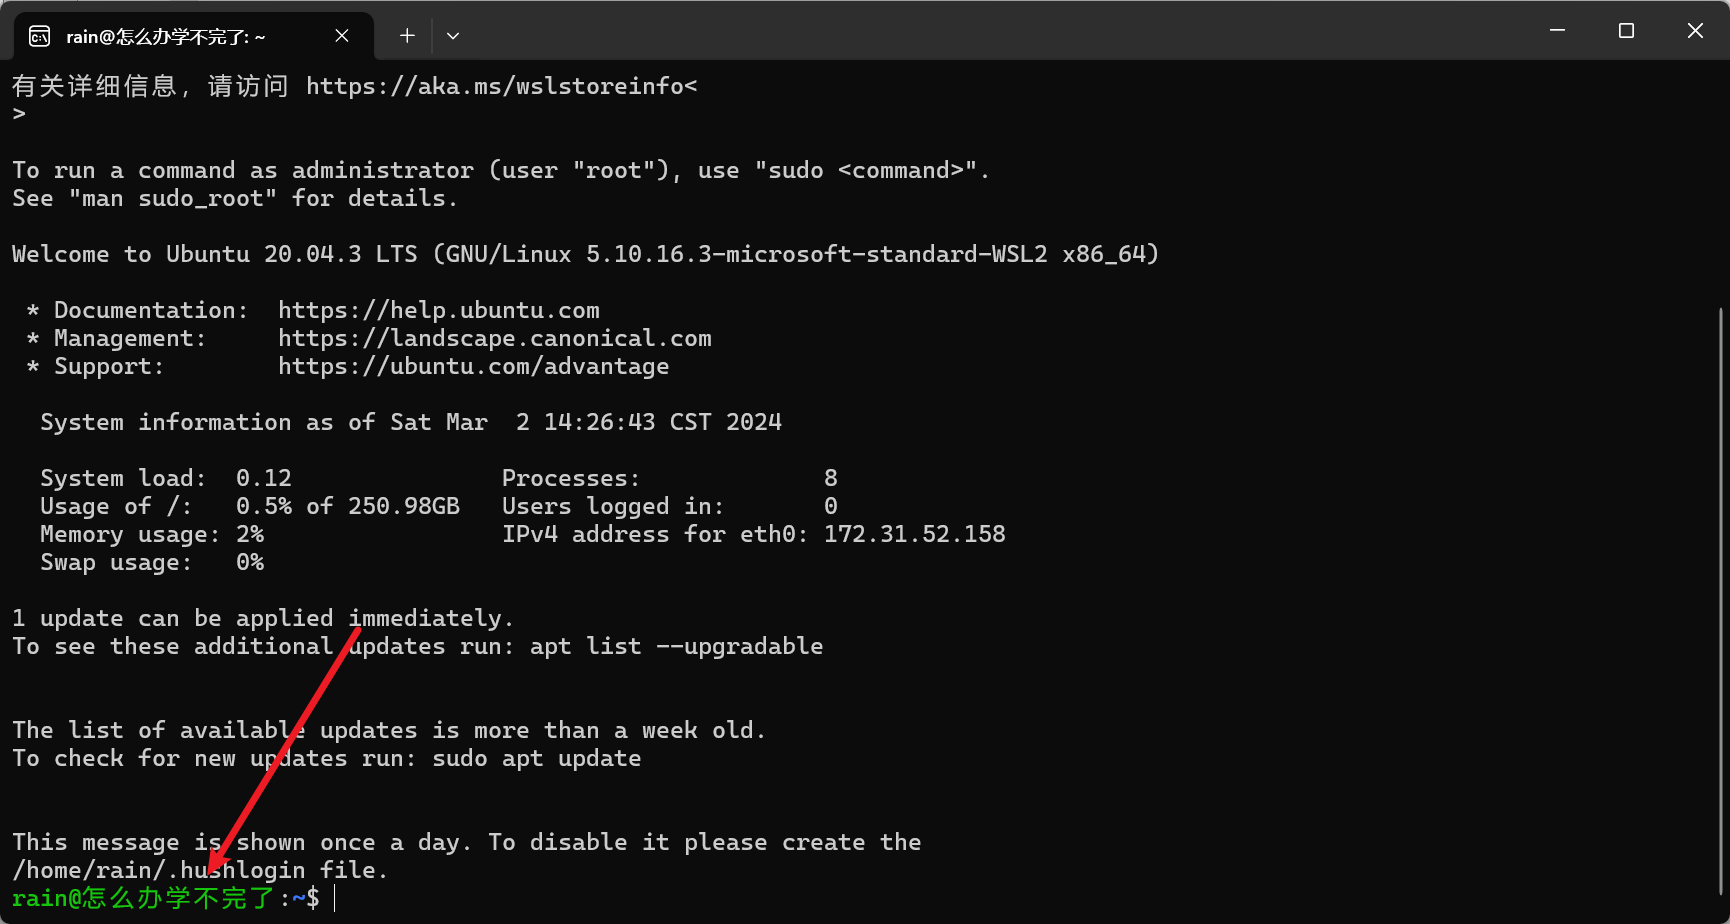 rain@怎么办学不完了: ~
有关详细信息，请访问 https://aka.ms/wslstoreinfo<
>
To run a command as administrator (user "root"), use "sudo <command>".
See "man sudo_root" for details.
Welcome to Ubuntu 20.04.3 LTS (GNU/Linux 5.10.16.3-microsoft-standard-WSL2 x86_64)
* Documentation:  https://help.ubuntu.com
* Management:     https://landscape.canonical.com
* Support:        https://ubuntu.com/advantage
System information as of Sat Mar  2 14:26:43 CST 2024
System load:  0.12               Processes:             8
Usage of /:   0.5% of 250.98GB   Users logged in:       0
Memory usage: 2%                 IPv4 address for eth0: 172.31.52.158
Swap usage:   0%
1 update can be applied immediately.
To see these additional updates run: apt list --upgradable
The list of available updates is more than a week old.
To check for new updates run: sudo apt update
This message is shown once a day. To disable it please create the
/home/rain/.hushlogin file.
rain@怎么办学不完了:~$